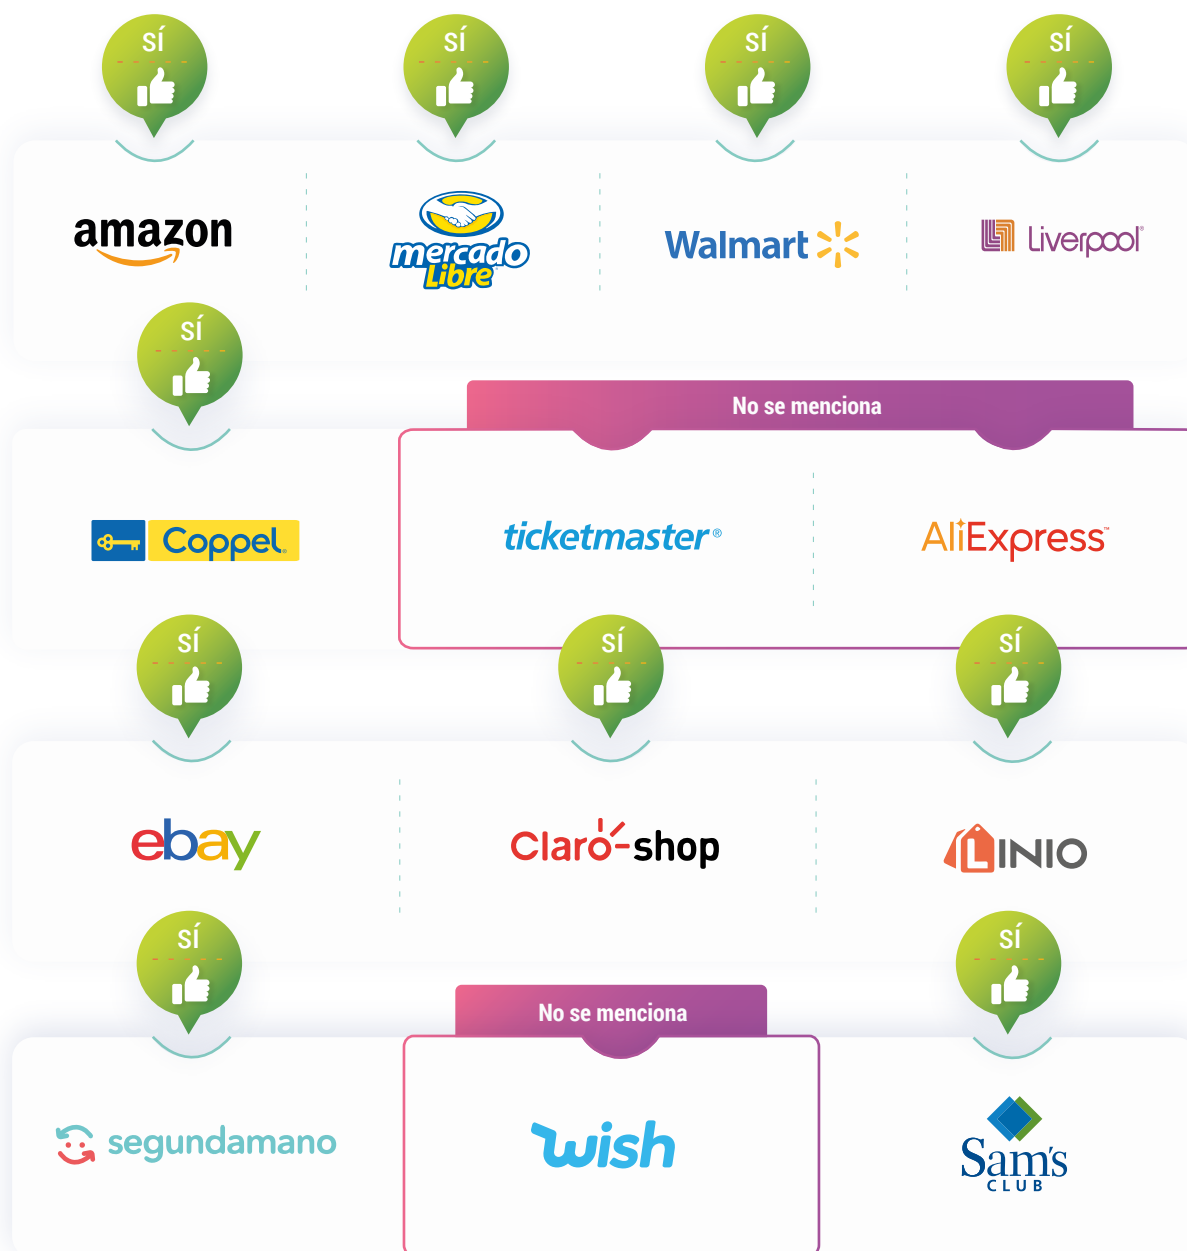 SÍ
SÍ
SÍ
SÍ
amazon
mercado
Libre
Walmart
Liverpool®
SÍ
No se menciona
Coppel
ticketmaster®
AliExpress™
SÍ
SÍ
SÍ
ebay
Claro shop
LINIO
SÍ
SÍ
No se menciona
segundamano
wish
Sam's
CLUB